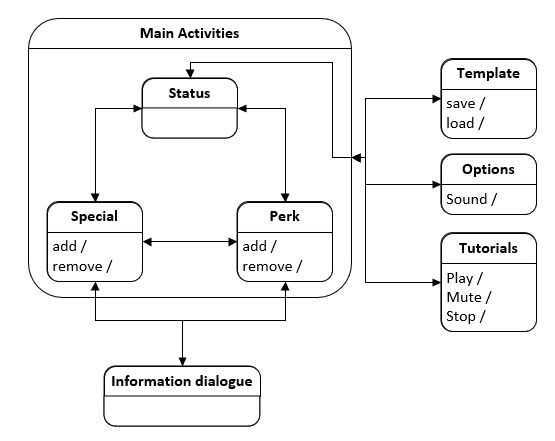 Main Activities
Status
Special
add /
remove /
Perk
add /
remove /
Information dialogue
Template
save /
load /
Options
Sound /
Tutorials
Play /
Mute /
Stop /